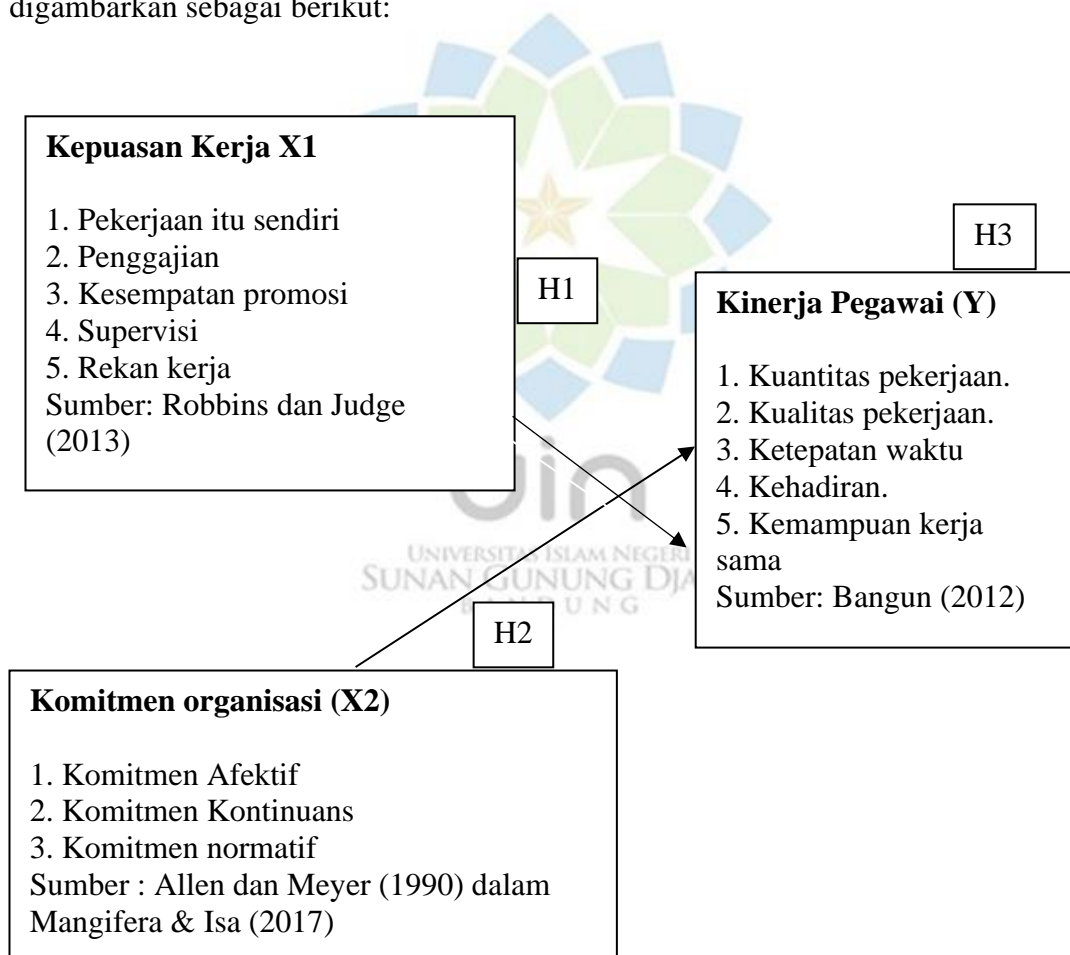 digambarkan sebagai berikut:
Kepuasan Kerja X1
1. Pekerjaan itu sendiri
2. Penggajian
3. Kesempatan promosi
4. Supervisi
5. Rekan kerja
Sumber: Robbins dan Judge
(2013)
H1
H3
Kinerja Pegawai (Y)
1. Kuantitas pekerjaan.
2. Kualitas pekerjaan.
3. Ketepatan waktu
4. Kehadiran.
5. Kemampuan kerja
sama
Sumber: Bangun (2012)
uin
UNIVERSITAS ISLAM NEGERI
SUNAN GUNUNG DJA
BANDUNG
H2
Komitmen organisasi (X2)
1. Komitmen Afektif
2. Komitmen Kontinuans
3. Komitmen normatif
Sumber : Allen dan Meyer (1990) dalam
Mangifera & Isa (2017)